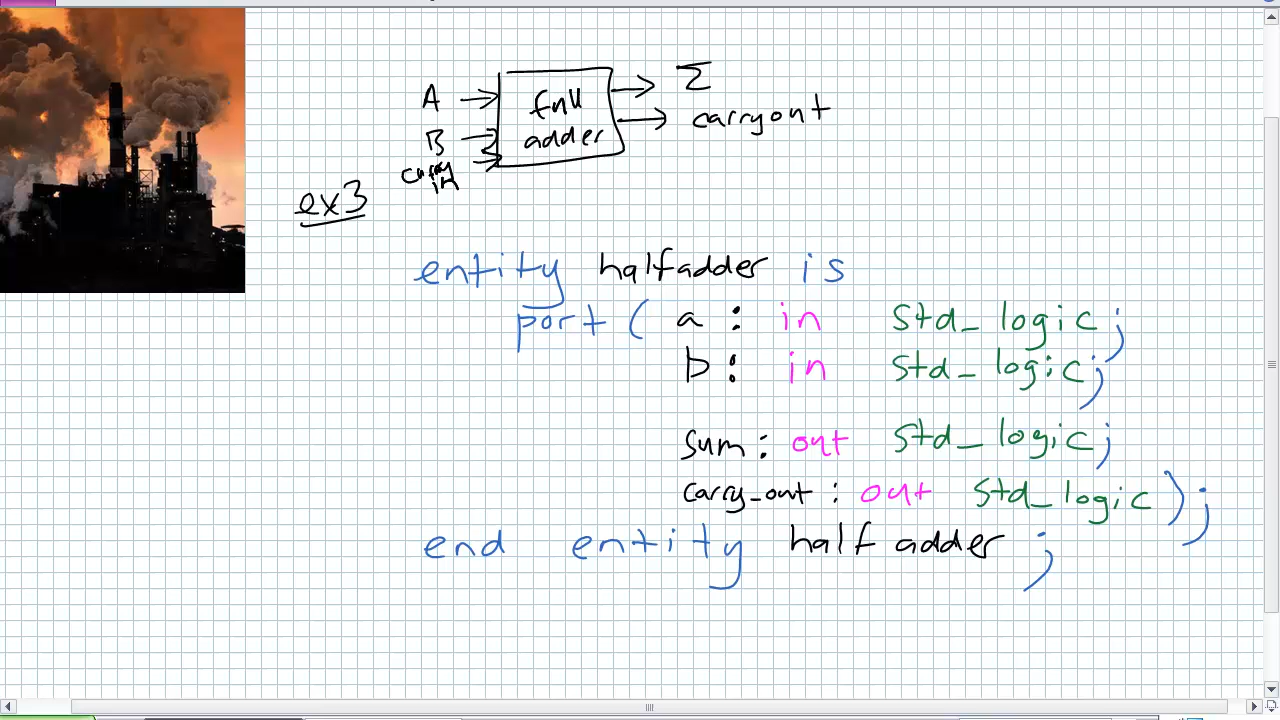 A
full
Σ
B
adder
carryout
carry
in
ex3
entity halfadder is
port( a : in std_logic;
b : in std_logic;
sum : out std_logic;
carry_out : out std_logic );
end entity half adder ;